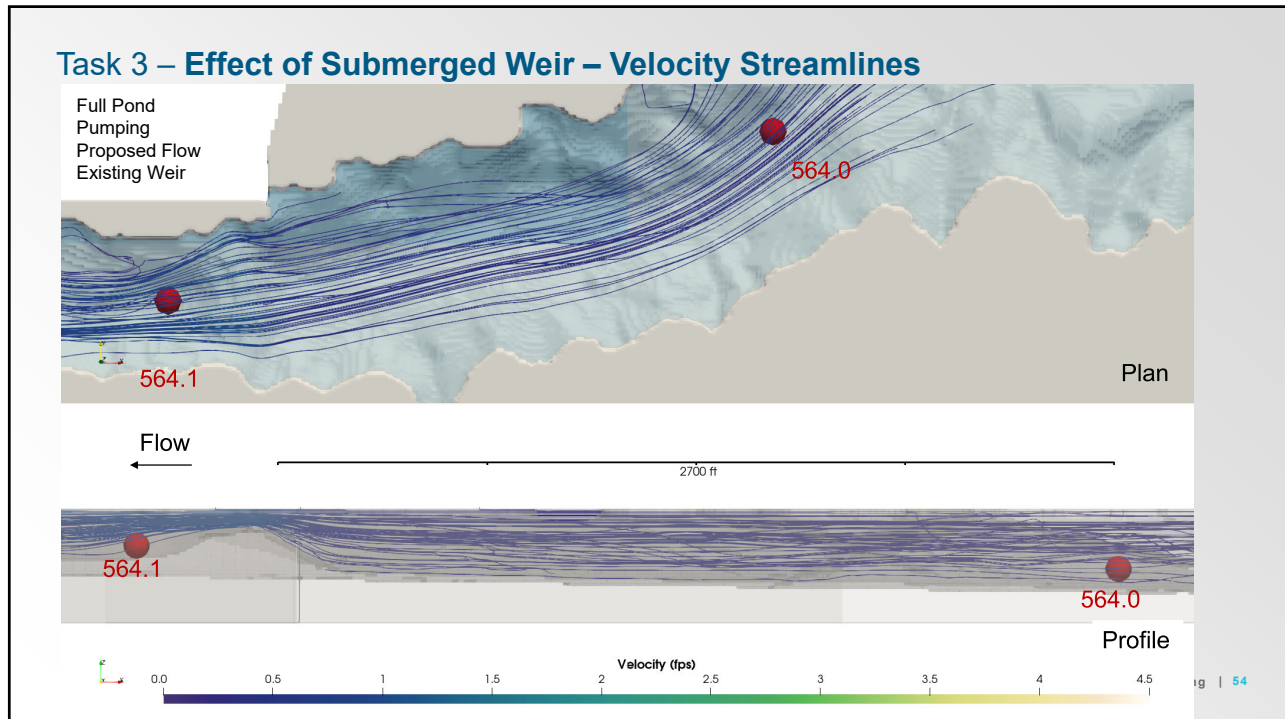 Task 3 – Effect of Submerged Weir – Velocity Streamlines
Full Pond
Pumping
Proposed Flow
Existing Weir
564.0
564.1
Plan
Flow
2700 ft
564.1
564.0
Profile
Velocity (fps)
0.0 0.5 1 1.5 2 2.5 3 3.5 4 4.5
| 54